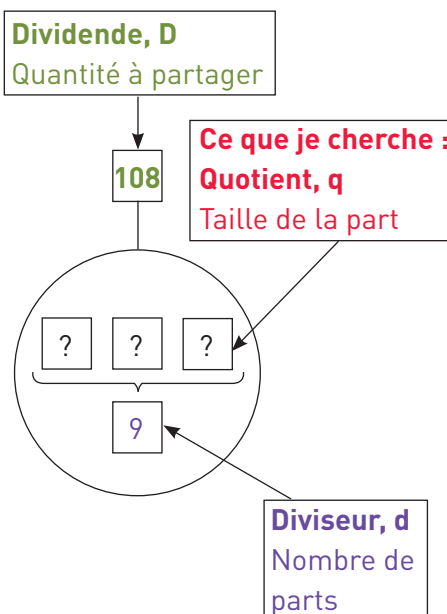 Dividende, D
Quantité à partager
108
Ce que je cherche :
Quotient, q
Taille de la part
? ? ?
9
Diviseur, d
Nombre de
parts